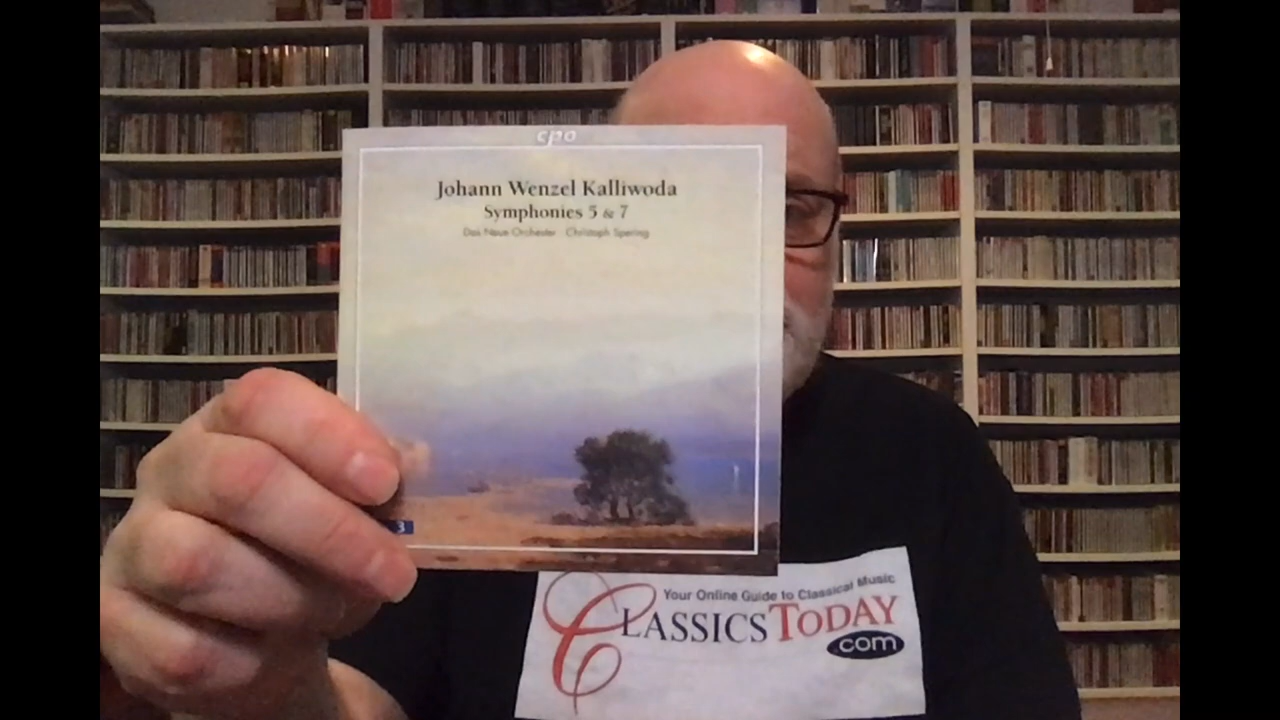 cpo
Johann Wenzel Kalliwoda
Symphonies 5 & 7
Das Neue Orchester Christoph Spering
3
Your Online Guide to Classical Music
CLASSICSTODAY
.com